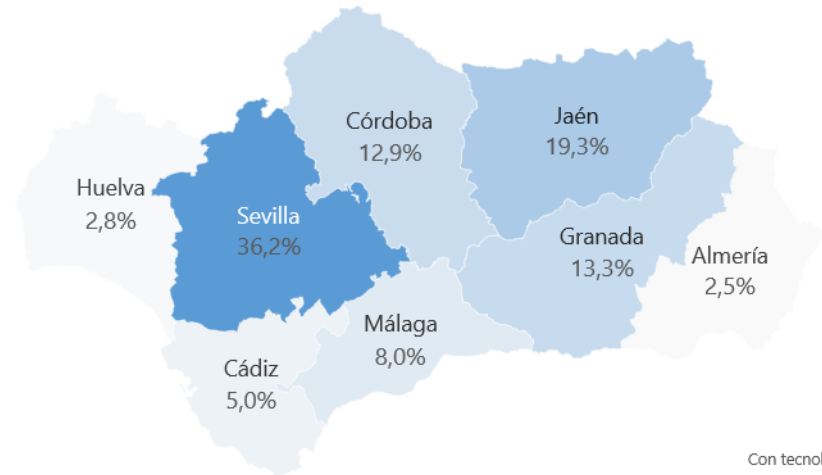 Córdoba
12,9%
Jaén
19,3%
Huelva
2,8%
Sevilla
36,2%
Granada
13,3%
Almería
2,5%
Málaga
8,0%
Cádiz
5,0%
Con